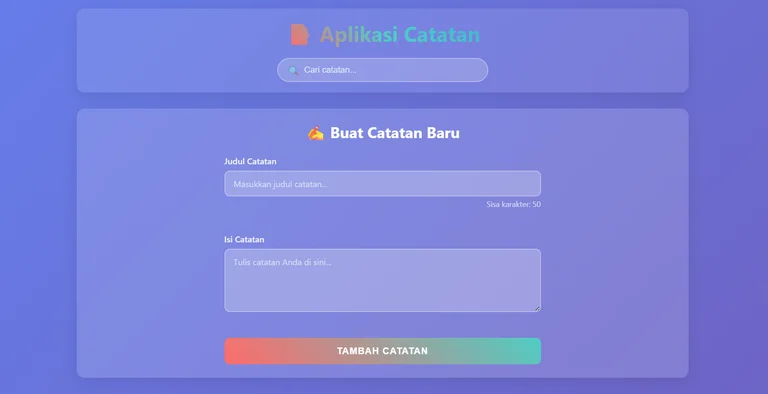 Aplikasi Catatan
Cari catatan...
Buat Catatan Baru
Judul Catatan
Masukkan judul catatan...
Sisa karakter: 50
Isi Catatan
Tulis catatan Anda di sini...
TAMBAH CATATAN